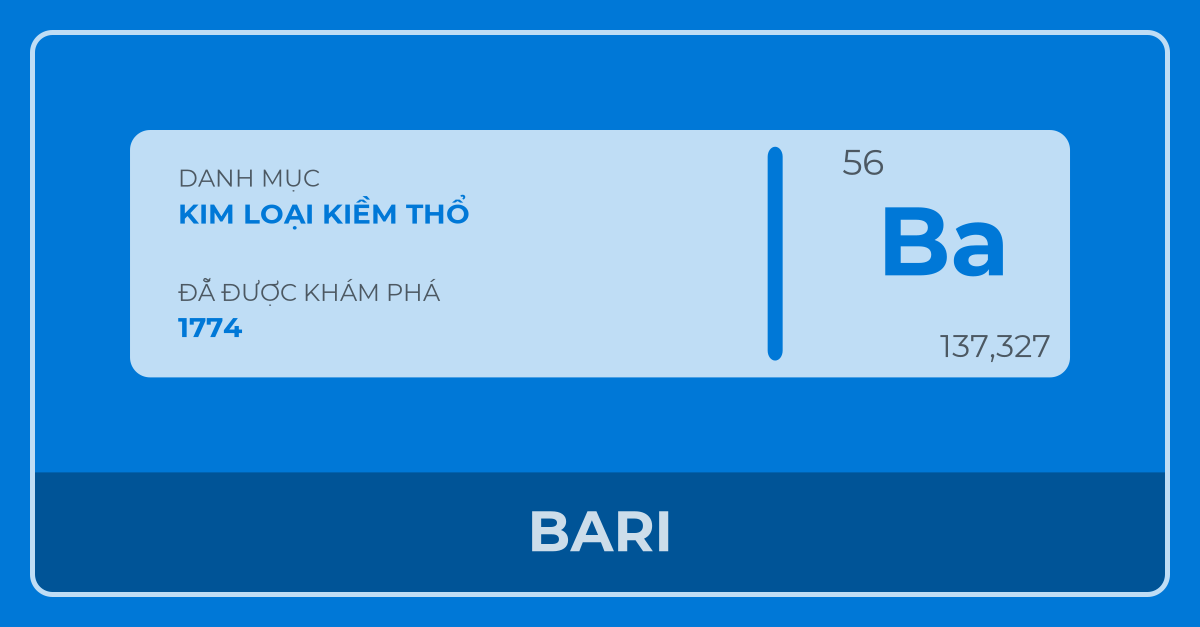 DANH MỤC
KIM LOẠI KIỀM THỔ
ĐÃ ĐƯỢC KHÁM PHÁ
1774
56
Ba
137,327
BARI